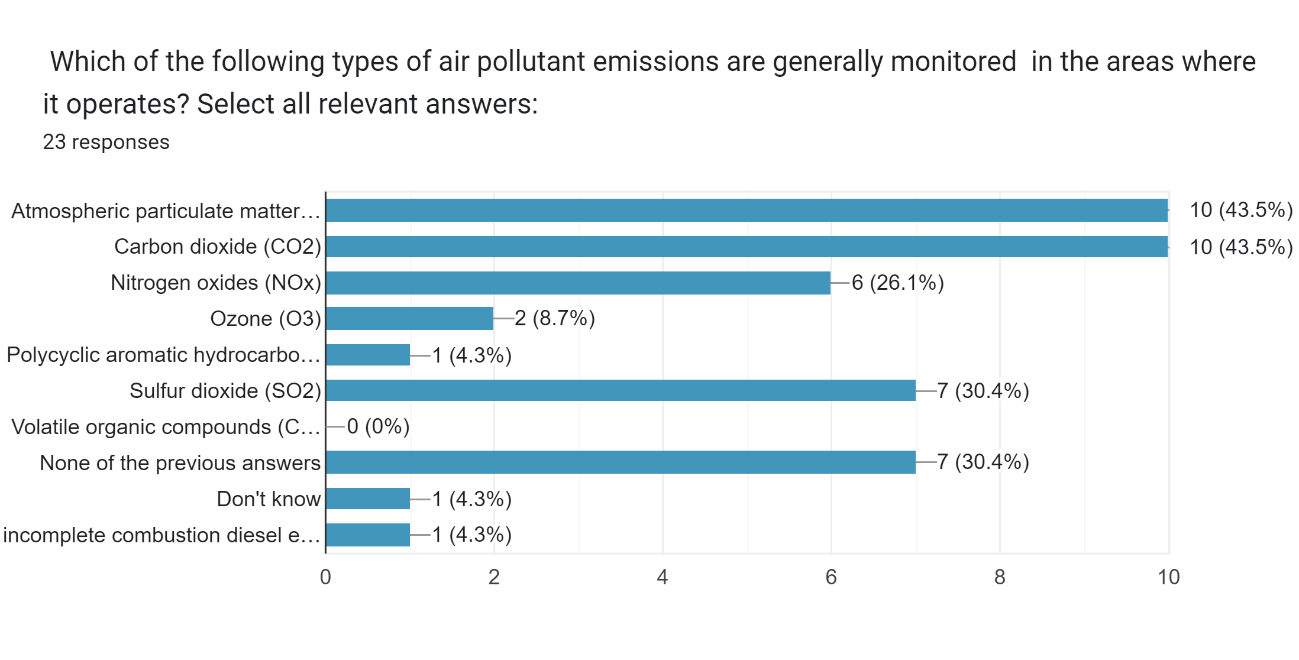 Which of the following types of air pollutant emissions are generally monitored  in the areas where
it operates? Select all relevant answers:
23 responses
Atmospheric particulate matter… 10 (43.5%)
Carbon dioxide (CO2) 10 (43.5%)
Nitrogen oxides (NOx) 6 (26.1%)
Ozone (O3) 2 (8.7%)
Polycyclic aromatic hydrocarbo… 1 (4.3%)
Sulfur dioxide (SO2) 7 (30.4%)
Volatile organic compounds (C… 0 (0%)
None of the previous answers 7 (30.4%)
Don't know 1 (4.3%)
incomplete combustion diesel e… 1 (4.3%)
0 2 4 6 8 10